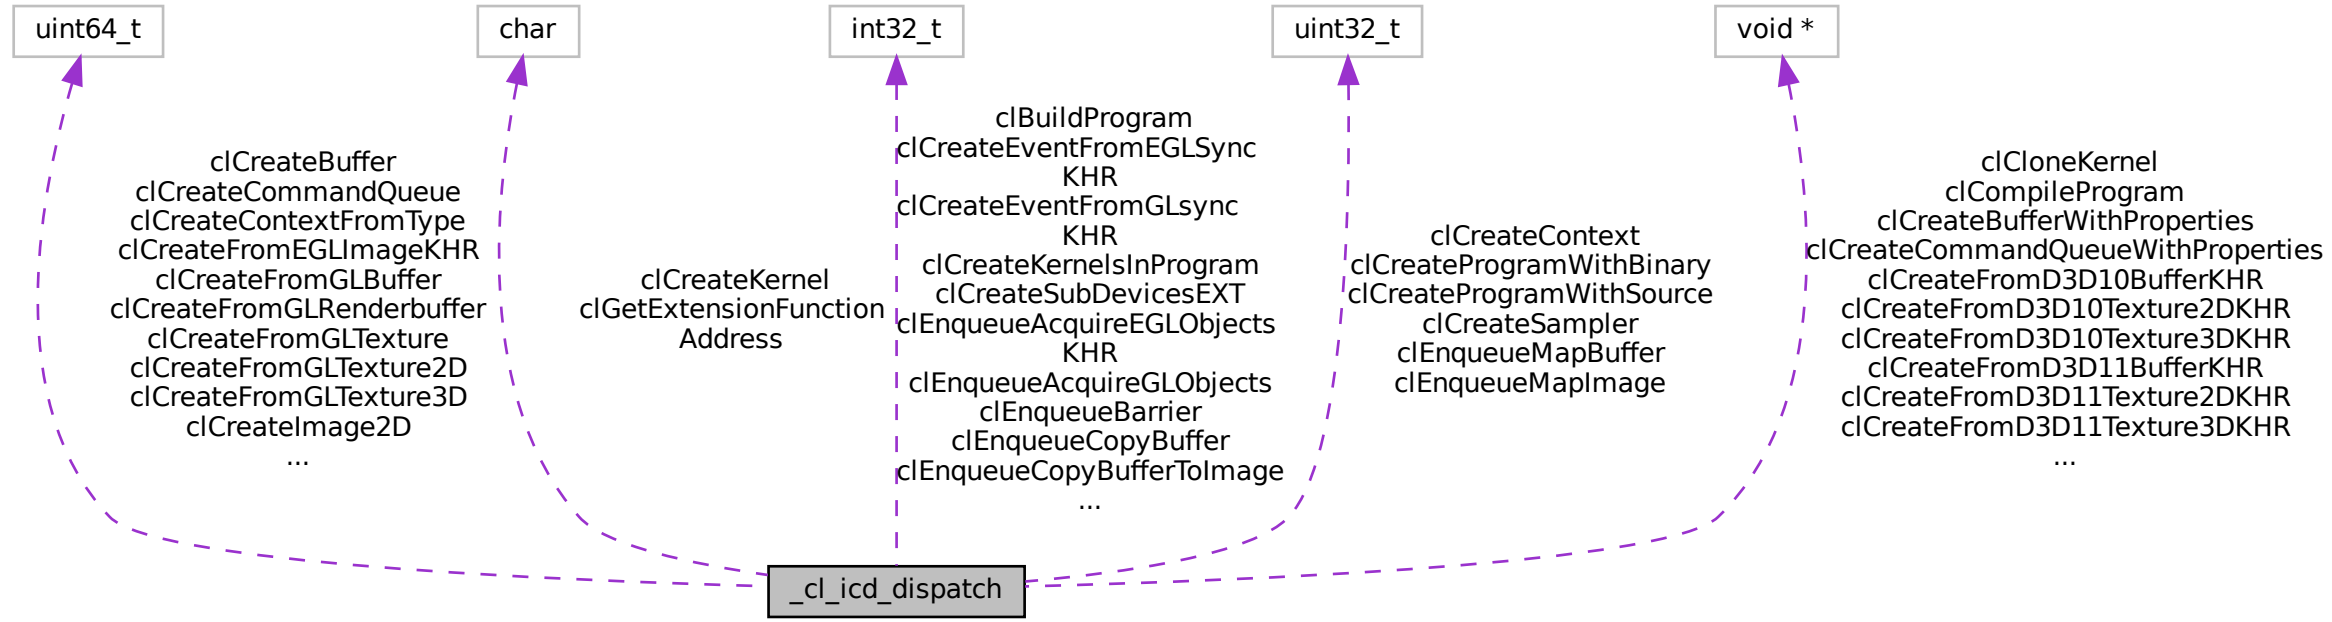 uint64_t
char
int32_t
uint32_t
void *
clCreateBuffer
clCreateCommandQueue
clCreateContextFromType
clCreateFromEGLImageKHR
clCreateFromGLBuffer
clCreateFromGLRenderbuffer
clCreateFromGLTexture
clCreateFromGLTexture2D
clCreateFromGLTexture3D
clCreateImage2D
...
clCreateKernel
clGetExtensionFunction
Address
clBuildProgram
clCreateEventFromEGLSync
KHR
clCreateEventFromGLsync
KHR
clCreateKernelsInProgram
clCreateSubDevicesEXT
clEnqueueAcquireEGLObjects
KHR
clEnqueueAcquireGLObjects
clEnqueueBarrier
clEnqueueCopyBuffer
clEnqueueCopyBufferToImage
...
clCreateContext
clCreateProgramWithBinary
clCreateProgramWithSource
clCreateSampler
clEnqueueMapBuffer
clEnqueueMapImage
clCloneKernel
clCompileProgram
clCreateBufferWithProperties
clCreateCommandQueueWithProperties
clCreateFromD3D10BufferKHR
clCreateFromD3D10Texture2DKHR
clCreateFromD3D10Texture3DKHR
clCreateFromD3D11BufferKHR
clCreateFromD3D11Texture2DKHR
clCreateFromD3D11Texture3DKHR
...
_cl_icd_dispatch